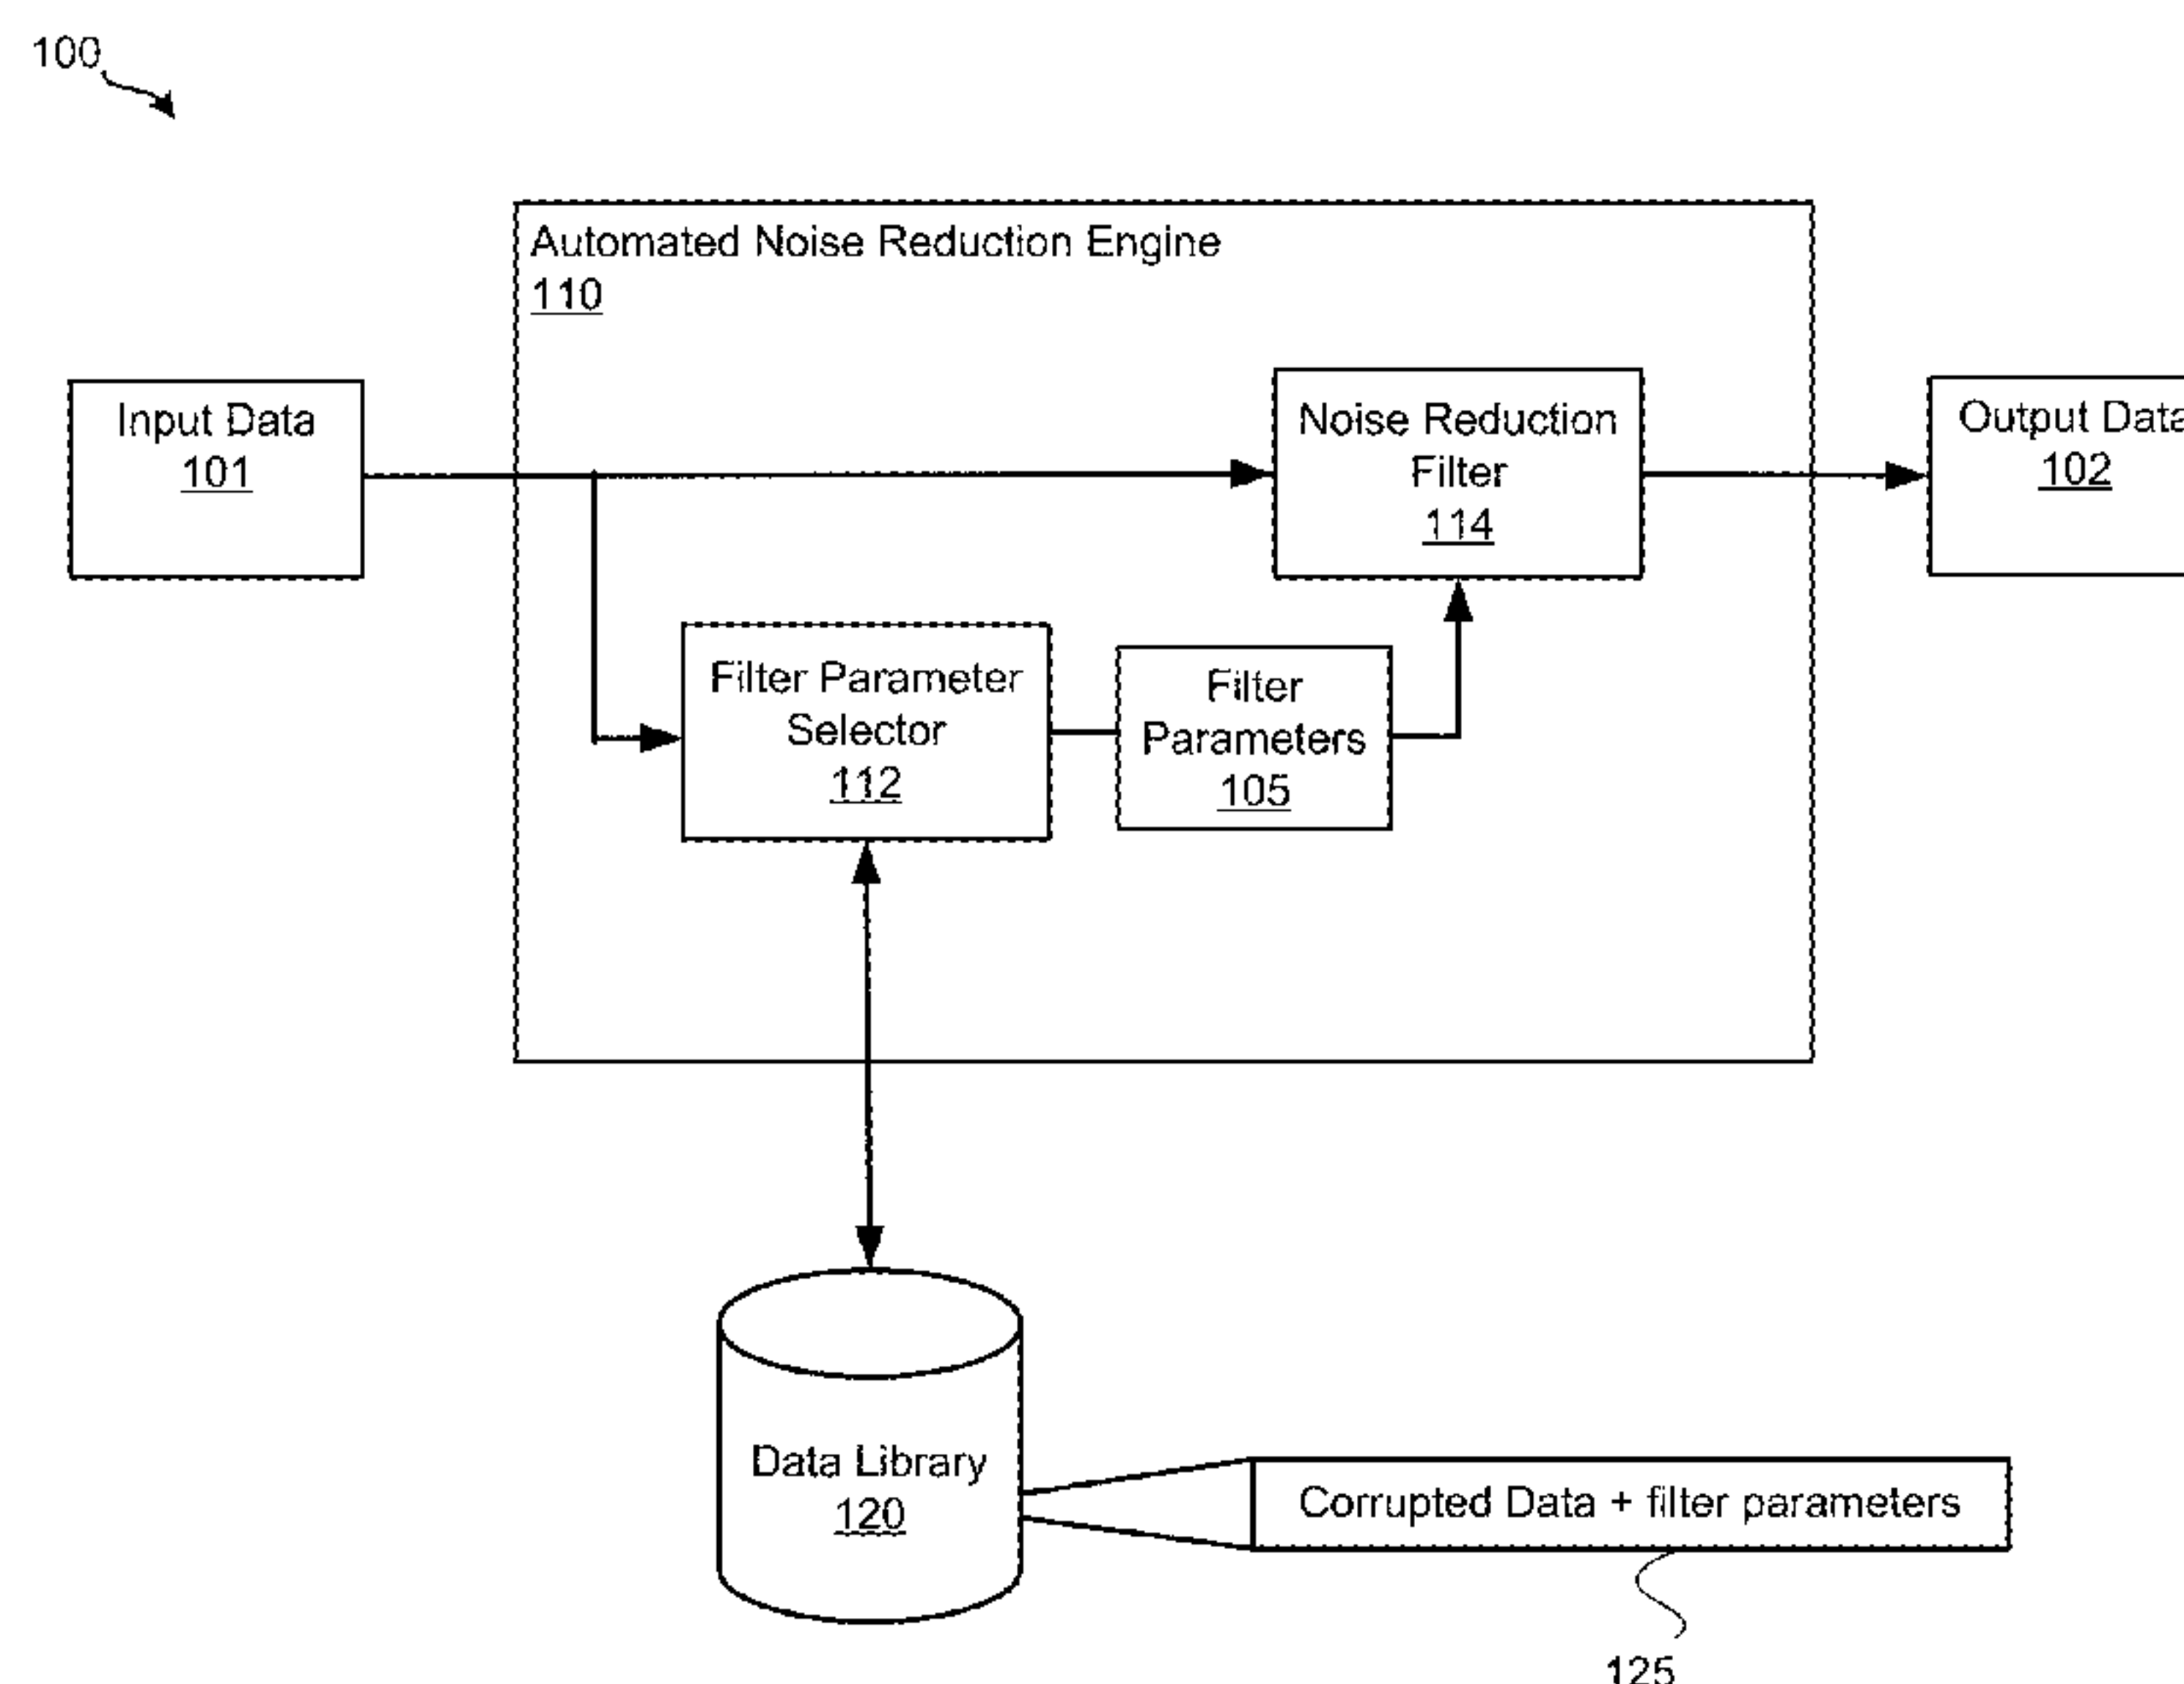 100
Automated Noise Reduction Engine
110
Input Data
101
Noise Reduction
Filter
114
Output Data
102
Filter Parameter
Selector
112
Filter
Parameters
105
Data Library
120
Corrupted Data + filter parameters
125